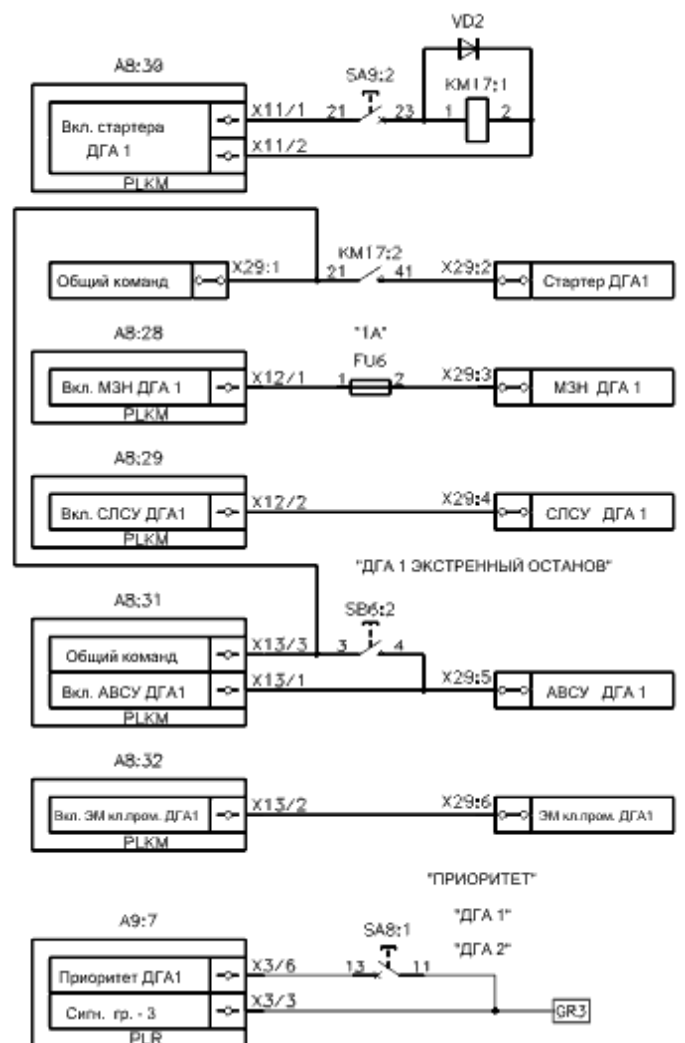 VD2
A8:30
SA9:2
KM17:1
Вкл. стартера
ДГА 1
X11/1
21
23
1
2
X11/2
PLKM
KM17:2
Общий команд
X29:1
21
41
X29:2
Стартер ДГА1
A8:28
"1A"
FU6
Вкл. МЗН ДГА 1
X12/1
1
2
X29:3
МЗН ДГА 1
PLKM
A8:29
Вкл. СЛСУ ДГА1
X12/2
X29:4
СЛСУ ДГА 1
PLKM
"ДГА 1 ЭКСТРЕННЫЙ ОСТАНОВ"
A8:31
SB6:2
Общий команд
X13/3
3
4
Вкл. АВСУ ДГА1
X13/1
X29:5
АВСУ ДГА 1
PLKM
A8:32
Вкл. ЭМ кл.пром. ДГА1
X13/2
X29:6
ЭМ кл.пром. ДГА1
PLKM
"ПРИОРИТЕТ"
A9:7
"ДГА 1"
SA8:1
"ДГА 2"
Приоритет ДГА1
X3/6
13
11
Сигн. гр. - 3
X3/3
GR3
PLR